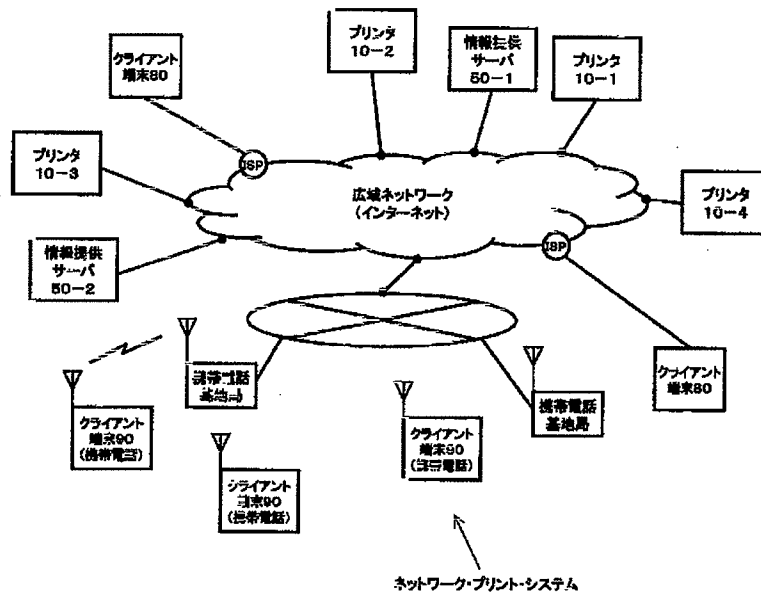 クライアント
端末80
プリンタ
10-2
情報提供
サーバ
50-1
プリンタ
10-1
プリンタ
10-3
ISP
広域ネットワーク
(インターネット)
プリンタ
10-4
情報提供
サーバ
50-2
ISP
携帯電話
基地局
クライアント
端末80
クライアント
端末90
(携帯電話)
クライアント
端末90
(携帯電話)
クライアント
端末90
(携帯電話)
携帯電話
基地局
ネットワーク・プリント・システム